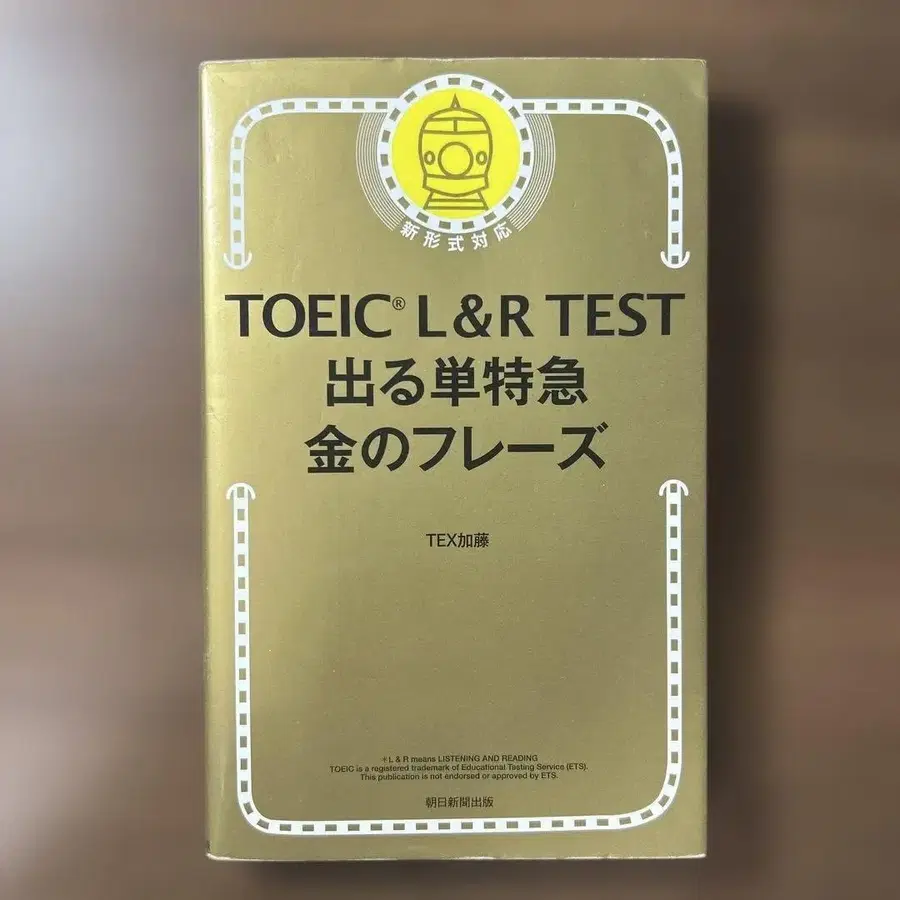 新形式対応
TOEIC® L&R TEST
出る単特急
金のフレーズ
TEX加藤
*L & R means LISTENING AND READING
TOEIC is a registered trademark of Educational Testing Service (ETS).
This publication is not endorsed or approved by ETS.
朝日新聞出版